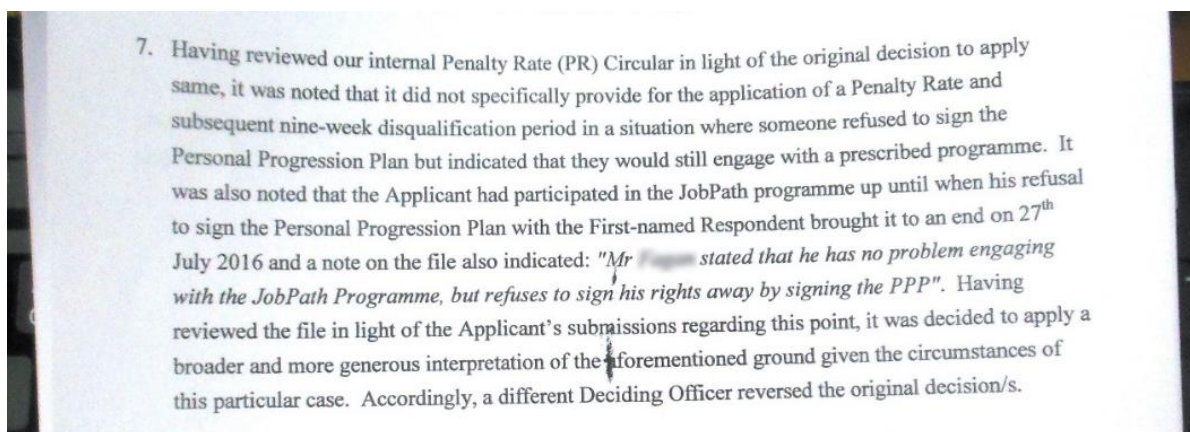 7. Having reviewed our internal Penalty Rate (PR) Circular in light of the original decision to apply
same, it was noted that it did not specifically provide for the application of a Penalty Rate and
subsequent nine-week disqualification period in a situation where someone refused to sign the
Personal Progression Plan but indicated that they would still engage with a prescribed programme. It
was also noted that the Applicant had participated in the JobPath programme up until when his refusal
to sign the Personal Progression Plan with the First-named Respondent brought it to an end on 27th
July 2016 and a note on the file also indicated: "Mr stated that he has no problem engaging
with the JobPath Programme, but refuses to sign his rights away by signing the PPP". Having
reviewed the file in light of the Applicant's submissions regarding this point, it was decided to apply a
broader and more generous interpretation of the aforementioned ground given the circumstances of
this particular case. Accordingly, a different Deciding Officer reversed the original decision/s.